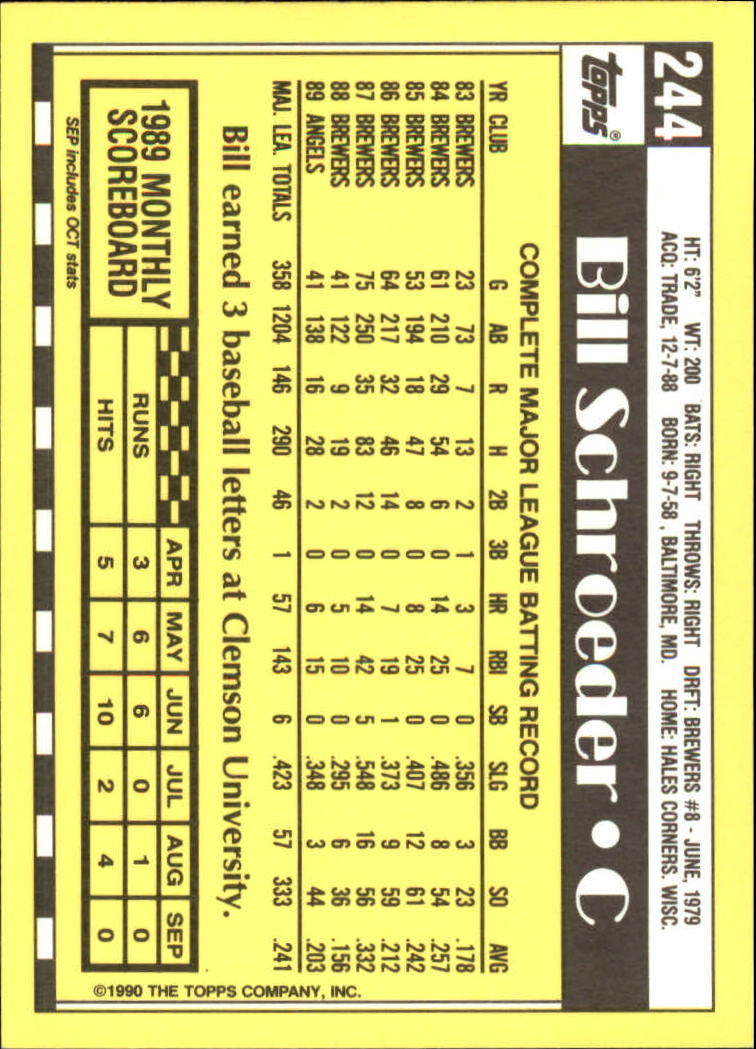 244
HT: 6'2" WT: 200 BATS: RIGHT THROWS: RIGHT DRFT: BREWERS #8 - JUNE, 1979
ACQ: TRADE, 12-7-88 BORN: 9-7-58, BALTIMORE, MD. HOME: HALES CORNERS, WISC.
Topps®
Bill Schroeder • C
COMPLETE MAJOR LEAGUE BATTING RECORD
YR CLUB G AB R H 2B 3B HR RBI SB SLG BB SO AVG
83 BREWERS 23 73 7 13 2 1 3 7 0 .356 3 23 .178
84 BREWERS 61 210 29 54 6 0 14 25 0 .486 8 54 .257
85 BREWERS 53 194 18 47 8 0 8 25 0 .407 12 61 .242
86 BREWERS 64 217 32 46 14 0 7 19 1 .373 9 59 .212
87 BREWERS 75 250 35 83 12 0 14 42 5 .548 16 56 .332
88 BREWERS 41 122 9 19 2 0 5 10 0 .295 6 36 .156
89 ANGELS 41 138 16 28 2 0 6 15 0 .348 3 44 .203
MAJ. LEA. TOTALS 358 1204 146 290 46 1 57 143 6 .423 57 333 .241
Bill earned 3 baseball letters at Clemson University.
1989 MONTHLY
SCOREBOARD
APR MAY JUN JUL AUG SEP
RUNS 3 6 6 0 1 0
HITS 5 7 10 2 4 0
SEP includes OCT stats
©1990 THE TOPPS COMPANY, INC.